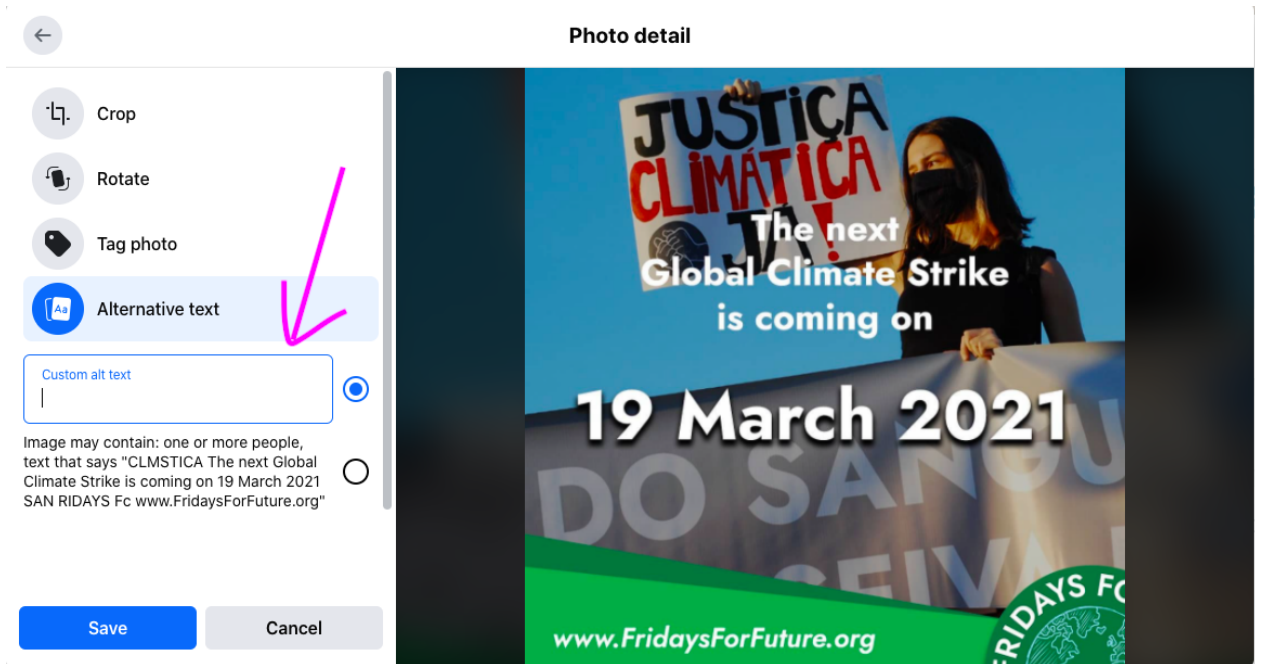 Photo detail
Crop
Rotate
Tag photo
Alternative text
Custom alt text
Image may contain: one or more people,
text that says "CLMSTICA The next Global
Climate Strike is coming on 19 March 2021
SAN RIDAYS Fc www.FridaysForFuture.org"
Save
Cancel
JUSTIÇA
CLIMÁTICA
JÁ!
The next
Global Climate Strike
is coming on
19 March 2021
DO SANGU
SEIVA
www.FridaysForFuture.org
FRIDAYS FO